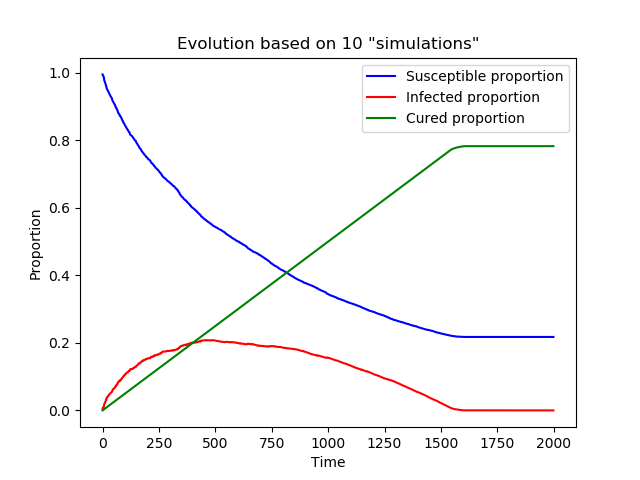 Evolution based on 10 "simulations"
Susceptible proportion
Infected proportion
Cured proportion
Proportion
1.0
0.8
0.6
0.4
0.2
0.0
0 250 500 750 1000 1250 1500 1750 2000
Time